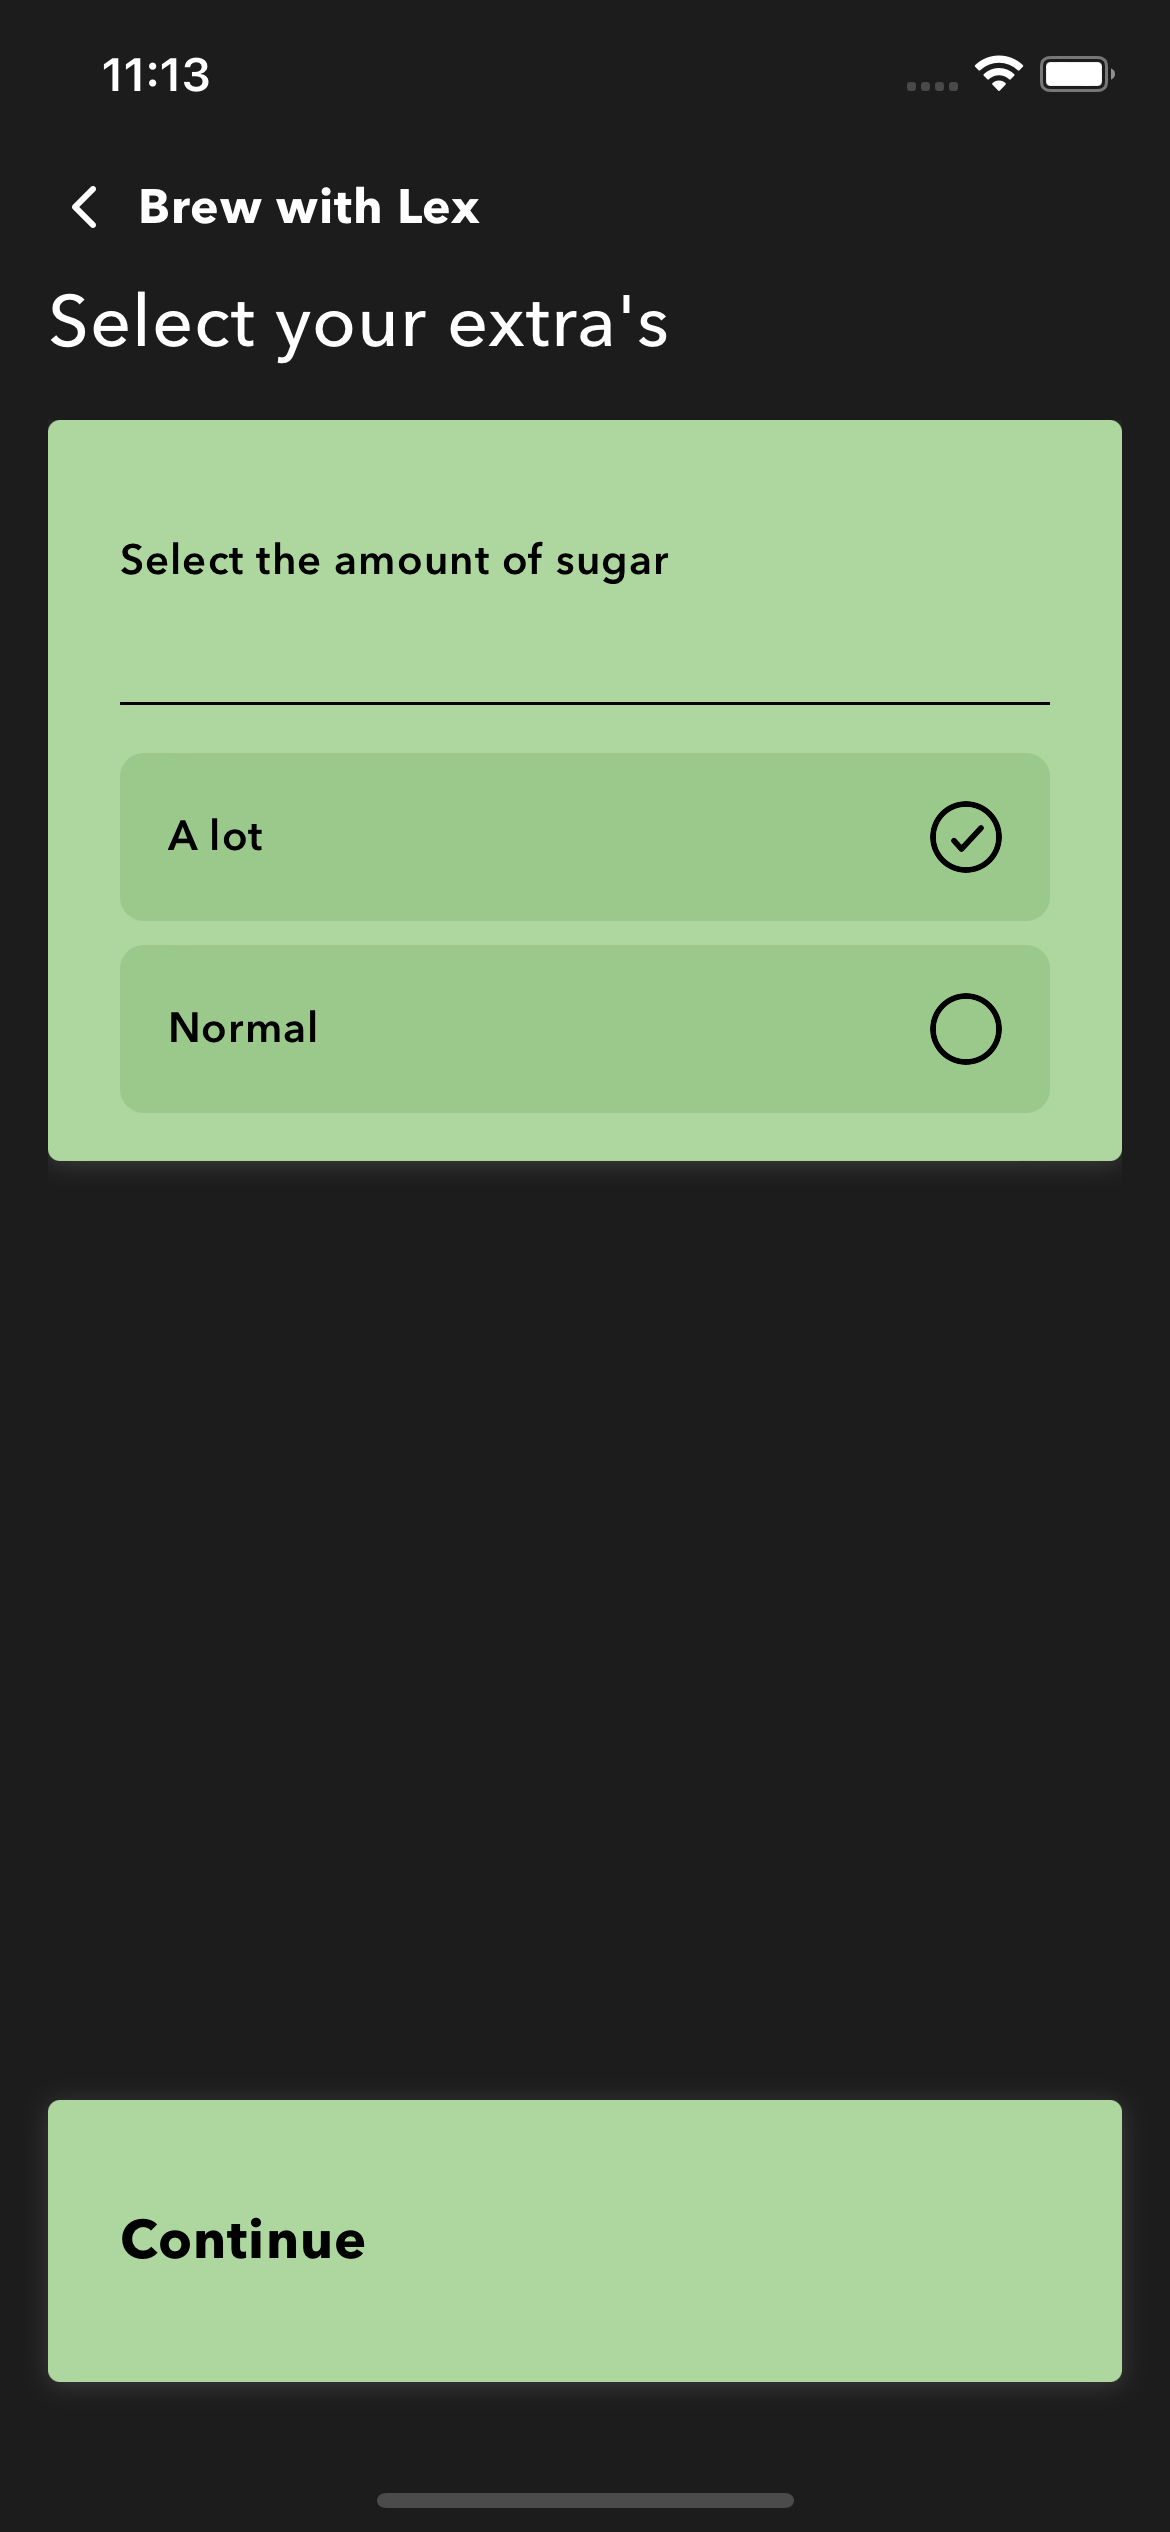 11:13
Brew with Lex
Select your extra's
Select the amount of sugar
A lot
Normal
Continue